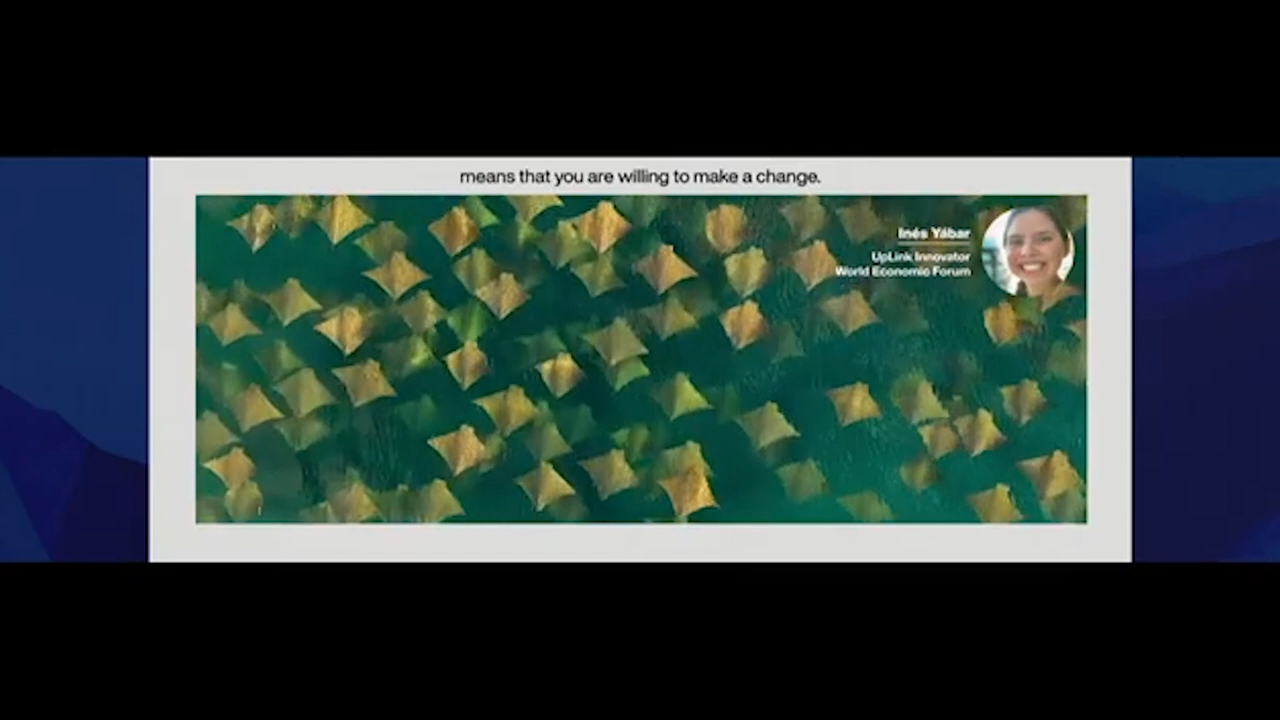 means that you are willing to make a change.
Inés Yábar
UpLink Innovator
World Economic Forum